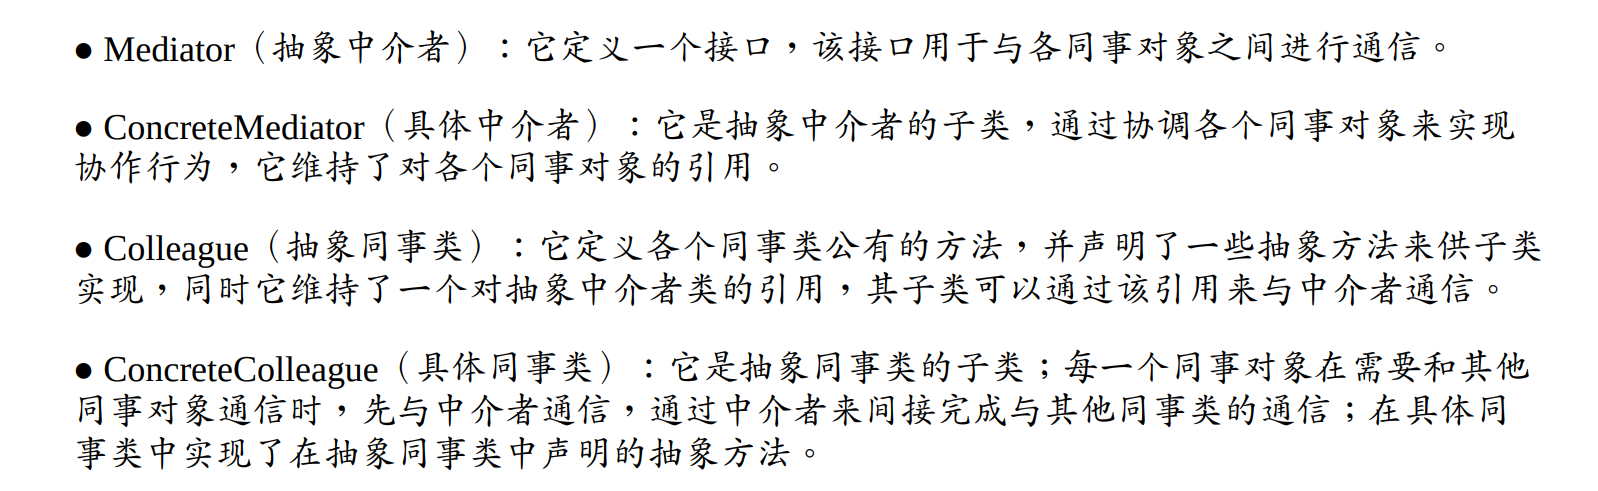 ● Mediator（抽象中介者）：它定义一个接口，该接口用于与各同事对象之间进行通信。
● ConcreteMediator（具体中介者）：它是抽象中介者的子类，通过协调各个同事对象来实现
协作行为，它维持了对各个同事对象的引用。
● Colleague（抽象同事类）：它定义各个同事类公有的方法，并声明了一些抽象方法来供子类
实现，同时它维持了一个对抽象中介者类的引用，其子类可以通过该引用来与中介者通信。
● ConcreteColleague（具体同事类）：它是抽象同事类的子类；每一个同事对象在需要和其他
同事对象通信时，先与中介者通信，通过中介者来间接完成与其他同事类的通信；在具体同
事类中实现了在抽象同事类中声明的抽象方法。